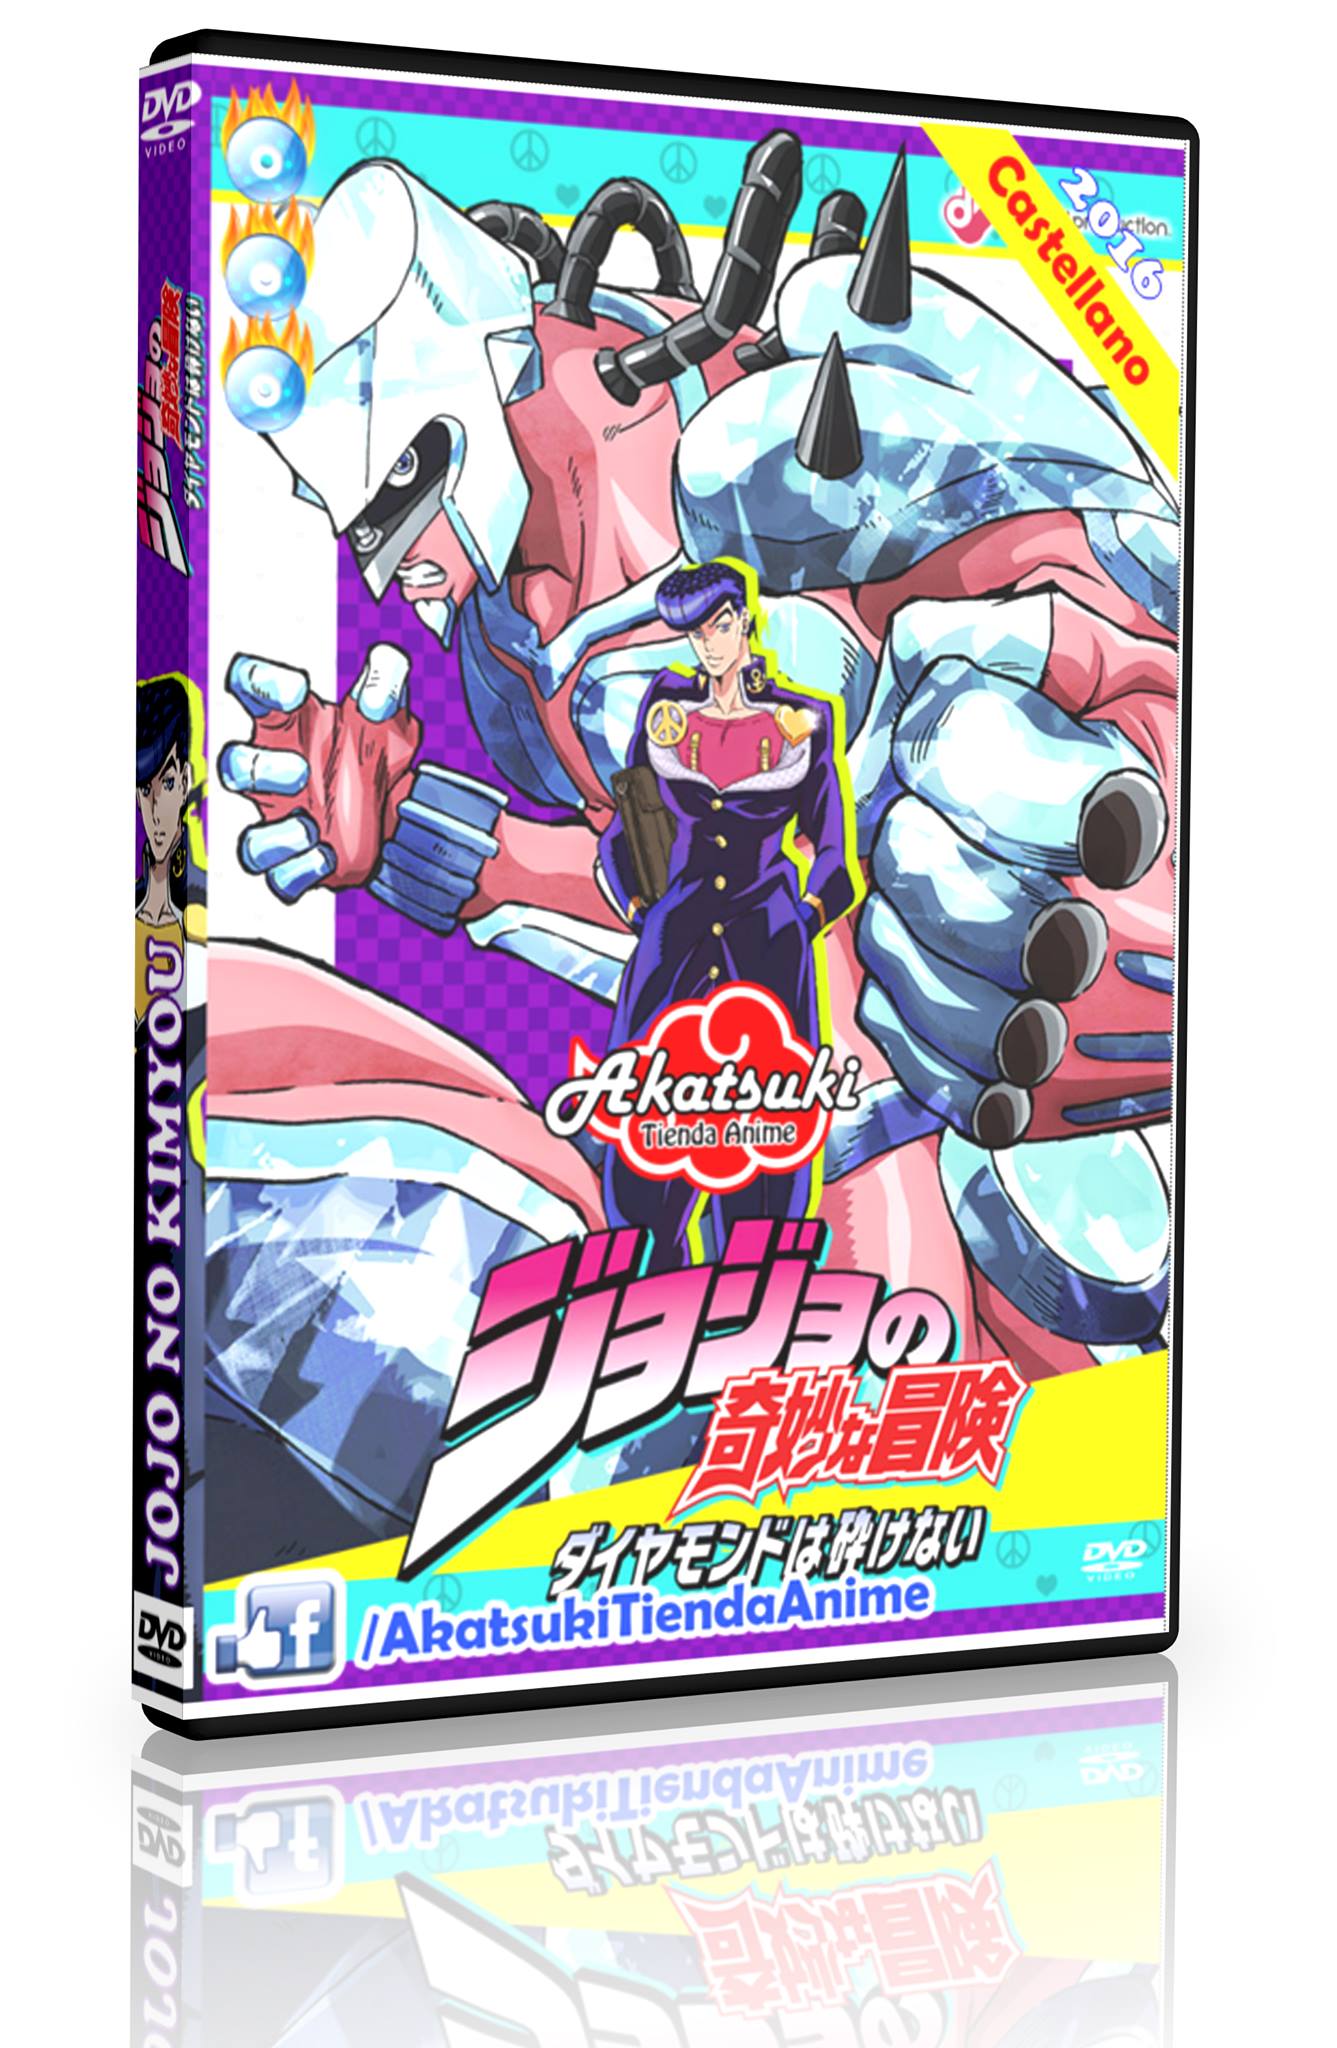 DVD
VIDEO
ジョジョの
奇妙な冒険
ダイヤモンドは砕けない
JOJO NO KIMYOU
DVD
VIDEO
2016
Castellano
Akatsuki
Tienda Anime
ジョジョの
奇妙な冒険
ダイヤモンドは砕けない
DVD
VIDEO
f /AkatsukiTiendaAnime